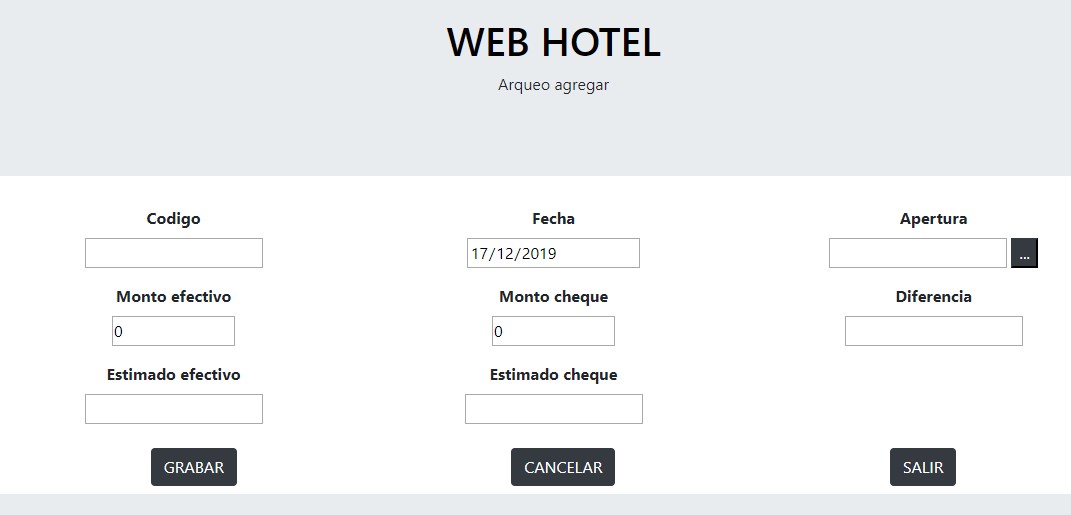 WEB HOTEL
Arqueo agregar
Codigo Fecha Apertura
17/12/2019 ...
Monto efectivo Monto cheque Diferencia
0 0
Estimado efectivo Estimado cheque
GRABAR CANCELAR SALIR